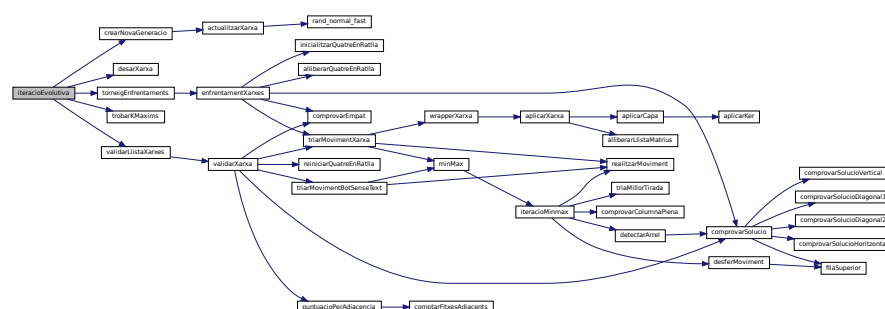 iteracioEvolutiva
crearNovaGeneracio
desarXarxa
torneigEnfrentaments
trobarKMaxims
validarLlistaXarxes
actualitzarXarxa
enfrentamentXarxes
validarXarxa
rand_normal_fast
inicialitzarQuatreEnRatlla
alliberarQuatreEnRatlla
comprovarEmpat
triarMovimentXarxa
reiniciarQuatreEnRatlla
triarMovimentBotSenseText
puntuacioPerAdjacencia
wrapperXarxa
minMax
comptarFitxesAdjacents
aplicarXarxa
iteracioMinmax
aplicarCapa
alliberarLlistaMatrius
realitzarMoviment
triaMillorTirada
comprovarColumnaPlena
detectarArrel
aplicarKer
comprovarSolucio
desferMoviment
comprovarSolucioVertical
comprovarSolucioDiagonal1
comprovarSolucioDiagonal2
comprovarSolucioHoritzontal
filaSuperior